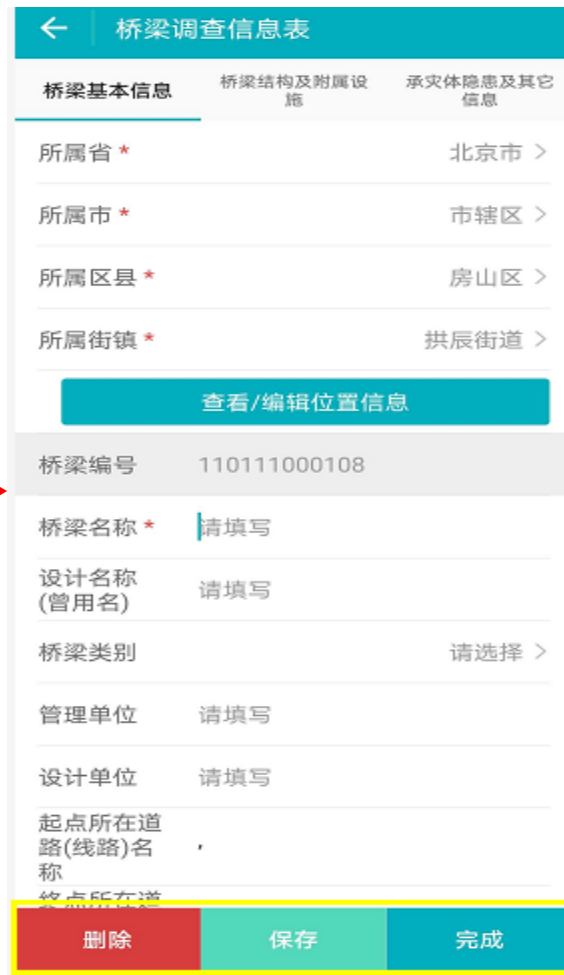 桥梁调查信息表
桥梁基本信息
桥梁结构及附属设
施
承灾体隐患及其它
信息
所属省 * 北京市 >
所属市 * 市辖区 >
所属区县 * 房山区 >
所属街镇 * 拱辰街道 >
查看/编辑位置信息
桥梁编号 110111000108
桥梁名称 * 请填写
设计名称
(曾用名) 请填写
桥梁类别 请选择 >
管理单位 请填写
设计单位 请填写
起点所在道
路(线路)名
称 ,
终点所在道
删除 保存 完成